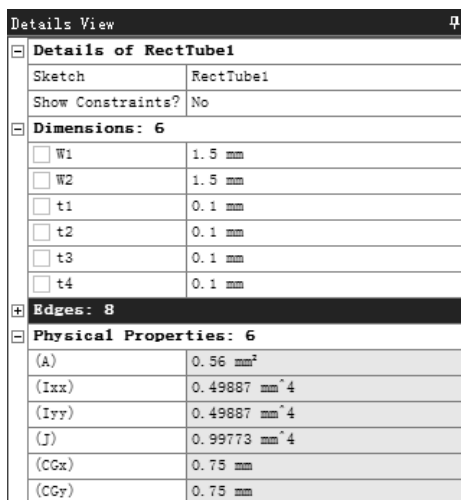 Details View
Details of RectTube1
Sketch RectTube1
Show Constraints? No
Dimensions: 6
W1 1.5 mm
W2 1.5 mm
t1 0.1 mm
t2 0.1 mm
t3 0.1 mm
t4 0.1 mm
Edges: 8
Physical Properties: 6
(A) 0.56 mm²
(Ixx) 0.49887 mm^4
(Iyy) 0.49887 mm^4
(J) 0.99773 mm^4
(CGx) 0.75 mm
(CGy) 0.75 mm